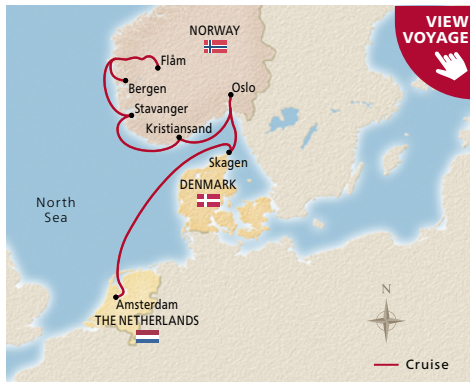 VIEW
VOYAGE
NORWAY
Flåm
Bergen
Oslo
Stavanger
Kristiansand
Skagen
DENMARK
North
Sea
Amsterdam
THE NETHERLANDS
N
Cruise